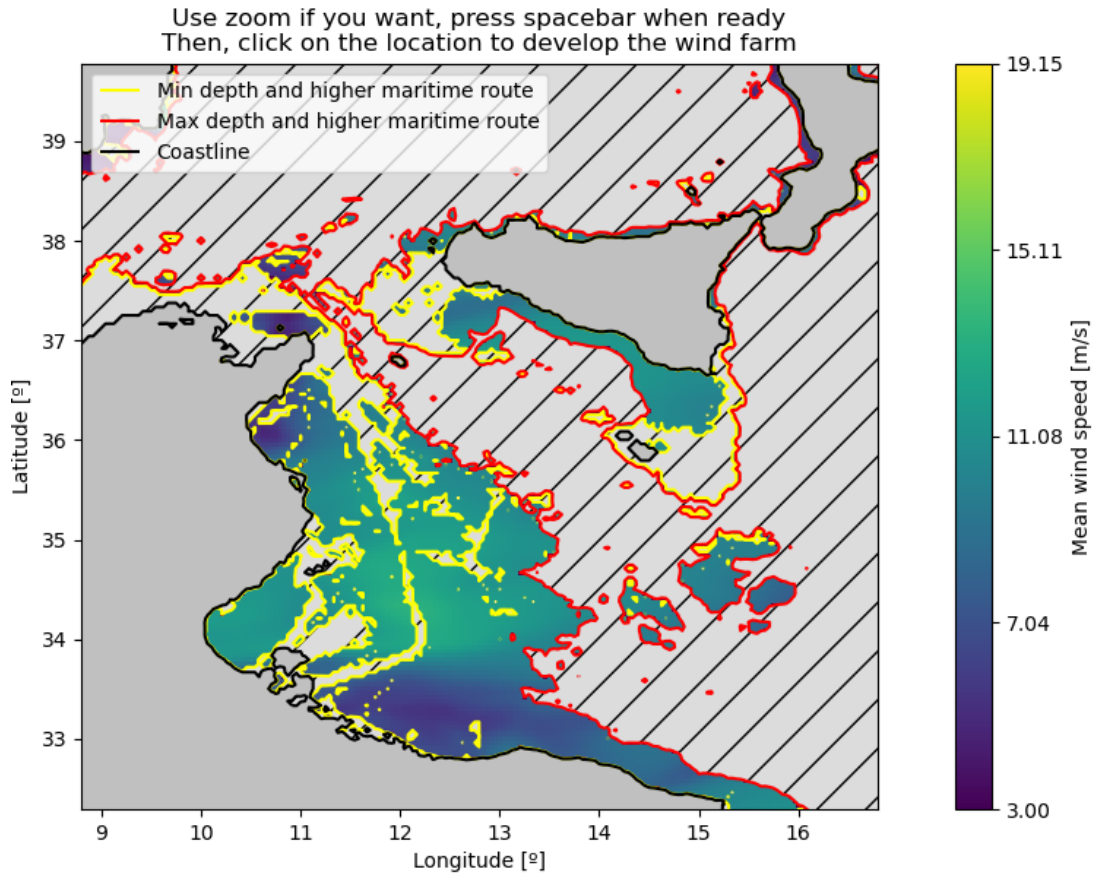 Use zoom if you want, press spacebar when ready
Then, click on the location to develop the wind farm
Min depth and higher maritime route
Max depth and higher maritime route
Coastline
39
38
37
36
35
34
33
Latitude [º]
9 10 11 12 13 14 15 16
Longitude [º]
19.15
15.11
11.08
7.04
3.00
Mean wind speed [m/s]